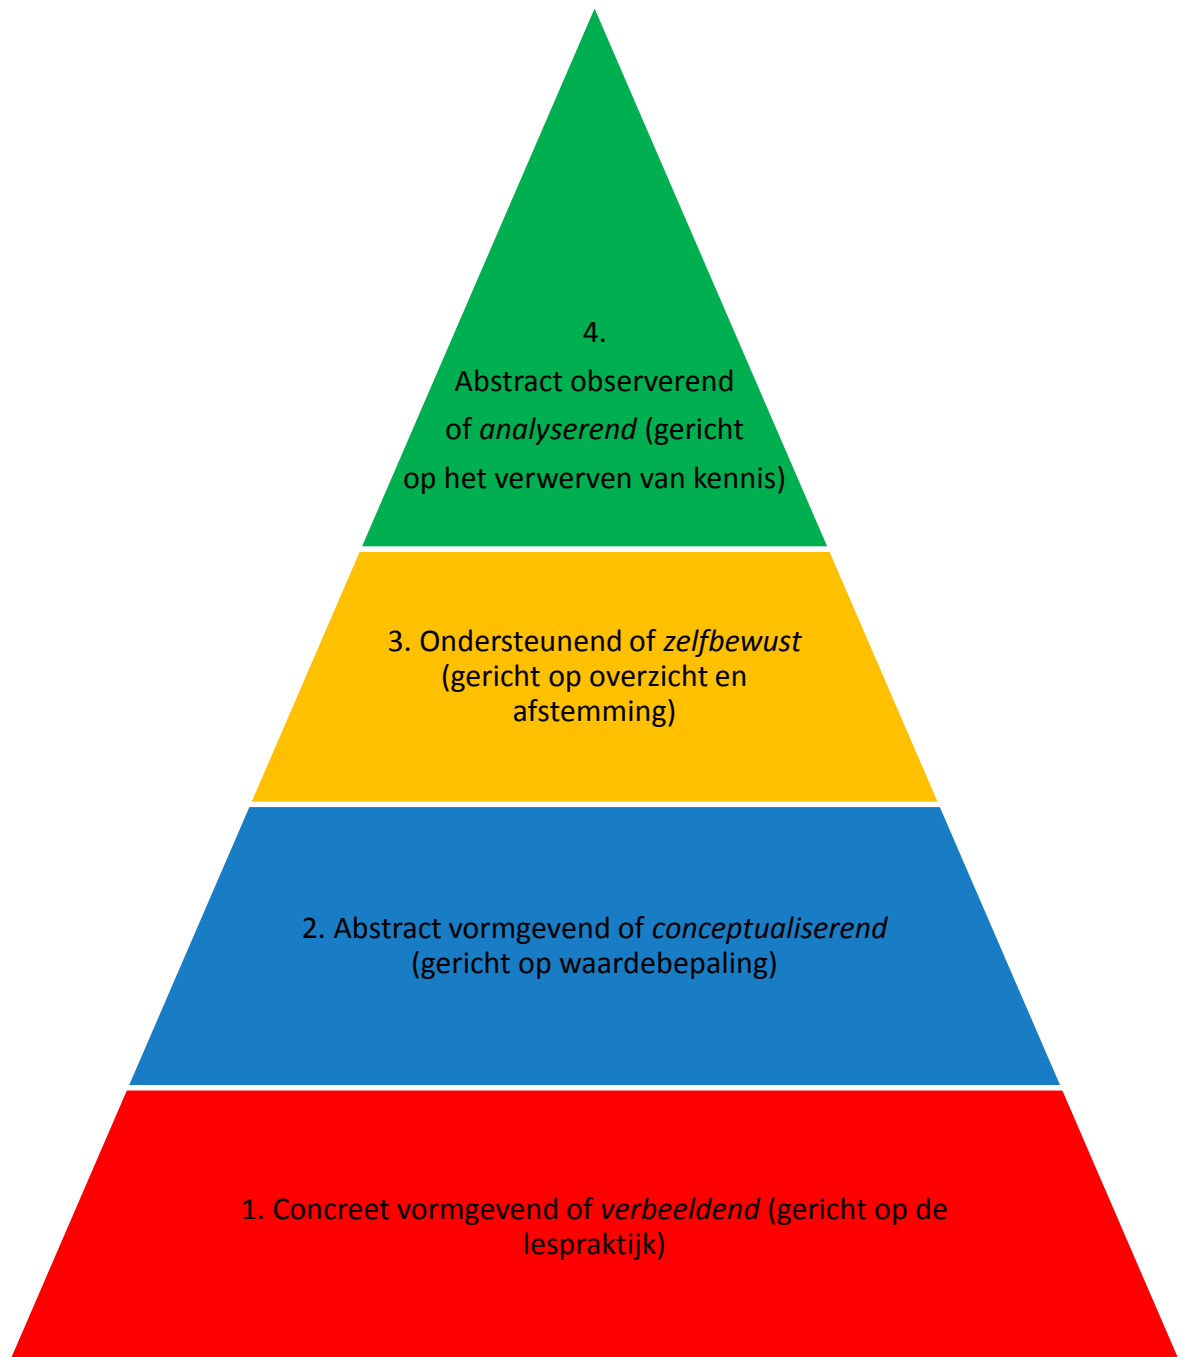 4.
Abstract observerend
of analyserend (gericht
op het verwerven van kennis)
3. Ondersteunend of zelfbewust
(gericht op overzicht en
afstemming)
2. Abstract vormgevend of conceptualiserend
(gericht op waardebepaling)
1. Concreet vormgevend of verbeeldend (gericht op de
lespraktijk)